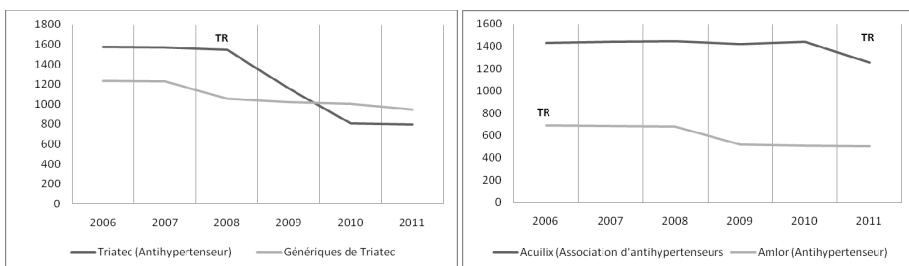 1800
1600
1400
1200
1000
800
600
400
200
0
TR
2006 2007 2008 2009 2010 2011
Triatec (Antihypertenseur) Génériques de Triatec
1600
1400
1200
1000
800
600
400
200
0
TR
TR
2006 2007 2008 2009 2010 2011
Acuilix (Association d'antihypertenseurs Amlor (Antihypertenseur)